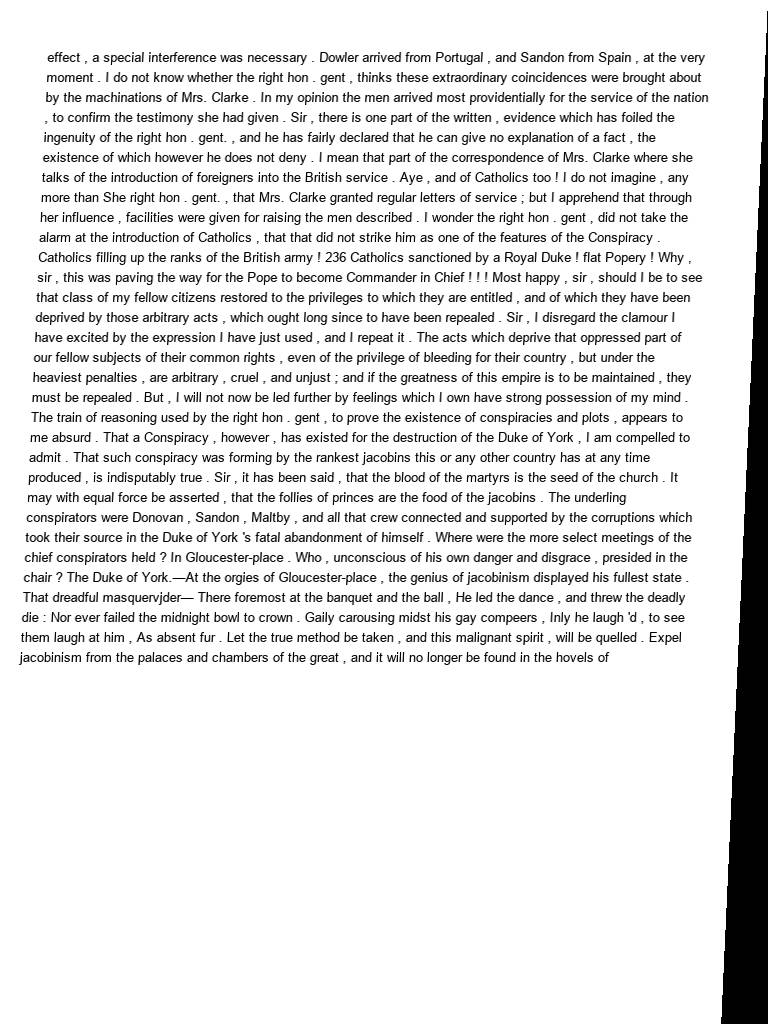 effect , a special interference was necessary . Dowler arrived from Portugal , and Sandon from Spain , at the very
moment . I do not know whether the right hon . gent , thinks these extraordinary coincidences were brought about
by the machinations of Mrs. Clarke . In my opinion the men arrived most providentially for the service of the nation
, to confirm the testimony she had given . Sir , there is one part of the written , evidence which has foiled the
ingenuity of the right hon . gent. , and he has fairly declared that he can give no explanation of a fact , the
existence of which however he does not deny . I mean that part of the correspondence of Mrs. Clarke where she
talks of the introduction of foreigners into the British service . Aye , and of Catholics too ! I do not imagine , any
more than She right hon . gent. , that Mrs. Clarke granted regular letters of service ; but I apprehend that through
her influence , facilities were given for raising the men described . I wonder the right hon . gent , did not take the
alarm at the introduction of Catholics , that that did not strike him as one of the features of the Conspiracy .
Catholics filling up the ranks of the British army ! 236 Catholics sanctioned by a Royal Duke ! flat Popery ! Why ,
sir , this was paving the way for the Pope to become Commander in Chief ! ! ! Most happy , sir , should I be to see
that class of my fellow citizens restored to the privileges to which they are entitled , and of which they have been
deprived by those arbitrary acts , which ought long since to have been repealed . Sir , I disregard the clamour I
have excited by the expression I have just used , and I repeat it . The acts which deprive that oppressed part of
our fellow subjects of their common rights , even of the privilege of bleeding for their country , but under the
heaviest penalties , are arbitrary , cruel , and unjust ; and if the greatness of this empire is to be maintained , they
must be repealed . But , I will not now be led further by feelings which I own have strong possession of my mind .
The train of reasoning used by the right hon . gent , to prove the existence of conspiracies and plots , appears to
me absurd . That a Conspiracy , however , has existed for the destruction of the Duke of York , I am compelled to
admit . That such conspiracy was forming by the rankest jacobins this or any other country has at any time
produced , is indisputably true . Sir , it has been said , that the blood of the martyrs is the seed of the church . It
may with equal force be asserted , that the follies of princes are the food of the jacobins . The underling
conspirators were Donovan , Sandon , Maltby , and all that crew connected and supported by the corruptions which
took their source in the Duke of York 's fatal abandonment of himself . Where were the more select meetings of the
chief conspirators held ? In Gloucester-place . Who , unconscious of his own danger and disgrace , presided in the
chair ? The Duke of York.—At the orgies of Gloucester-place , the genius of jacobinism displayed his fullest state .
That dreadful masquervjder— There foremost at the banquet and the ball , He led the dance , and threw the deadly
die : Nor ever failed the midnight bowl to crown . Gaily carousing midst his gay compeers , Inly he laugh 'd , to see
them laugh at him , As absent fur . Let the true method be taken , and this malignant spirit , will be quelled . Expel
jacobinism from the palaces and chambers of the great , and it will no longer be found in the hovels of